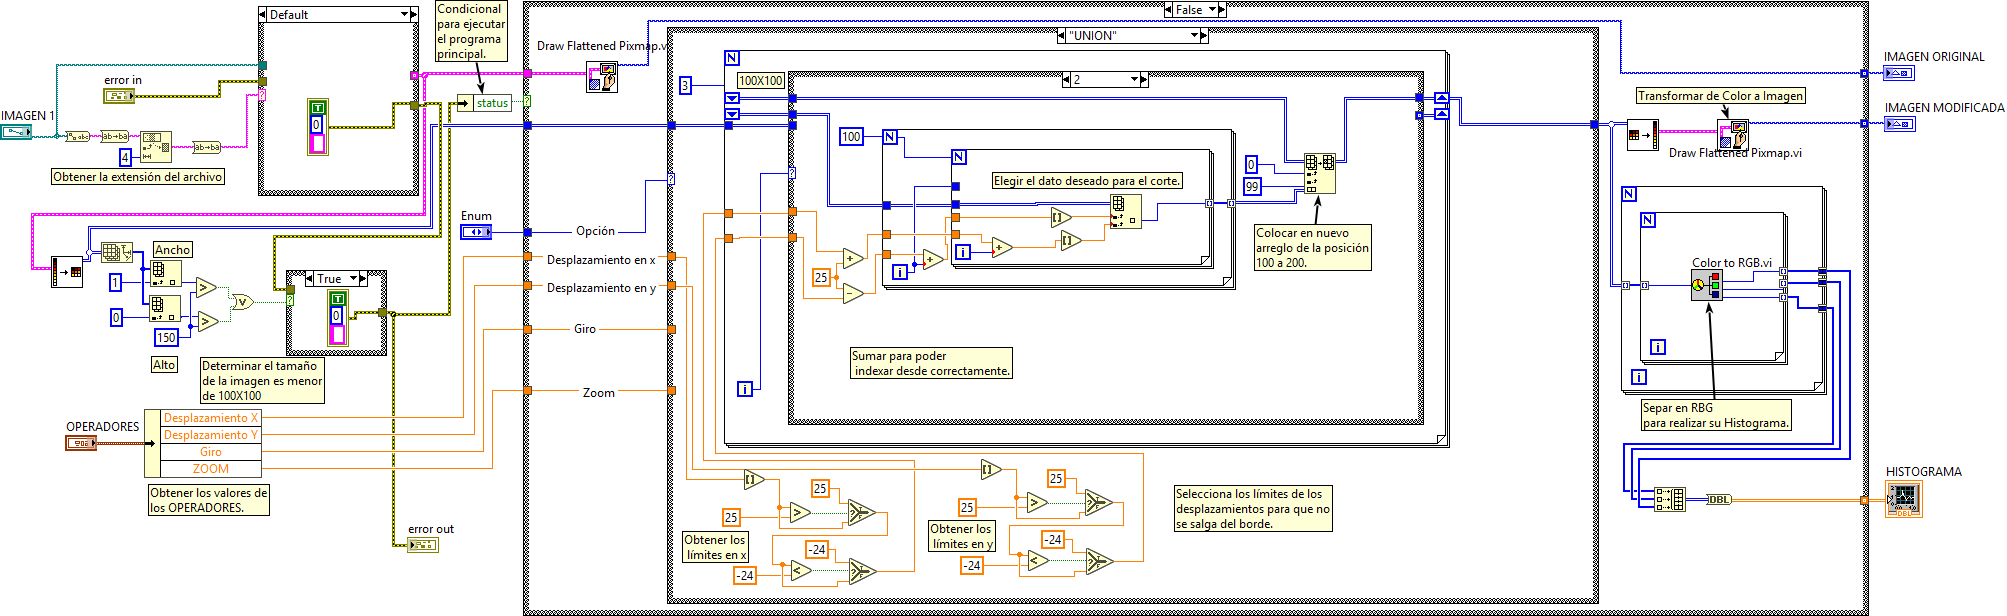 Default
Condicional
para ejecutar
el programa
principal.
False
Draw Flattened Pixmap.v
"UNION"
IMAGEN ORIGINAL
error in
status
3
100X100
2
Transformar de Color a Imagen
IMAGEN MODIFICADA
IMAGEN 1
T
0
N
100
Draw Flattened Pixmap.vi
4
Obtener la extensión del archivo
Elegir el dato deseado para el corte.
0
99
Enum
Opción
Colocar en nuevo
arreglo de la posición
100 a 200.
Ancho
Desplazamiento en x
Color to RGB.vi
1
True
25
i
Desplazamiento en y
0
150
Giro
Alto
Determinar el tamaño
de la imagen es menor
de 100X100
Sumar para poder
indexar desde correctamente.
Zoom
Separ en RBG
para realizar su Histograma.
OPERADORES
Desplazamiento X
Desplazamiento Y
Giro
ZOOM
Obtener los valores de
los OPERADORES.
HISTOGRAMA
DBL
error out
25
25
Obtener los
límites en x
-24
-24
25
25
Obtener los
límites en y
-24
-24
Selecciona los límites de los
desplazamientos para que no
se salga del borde.